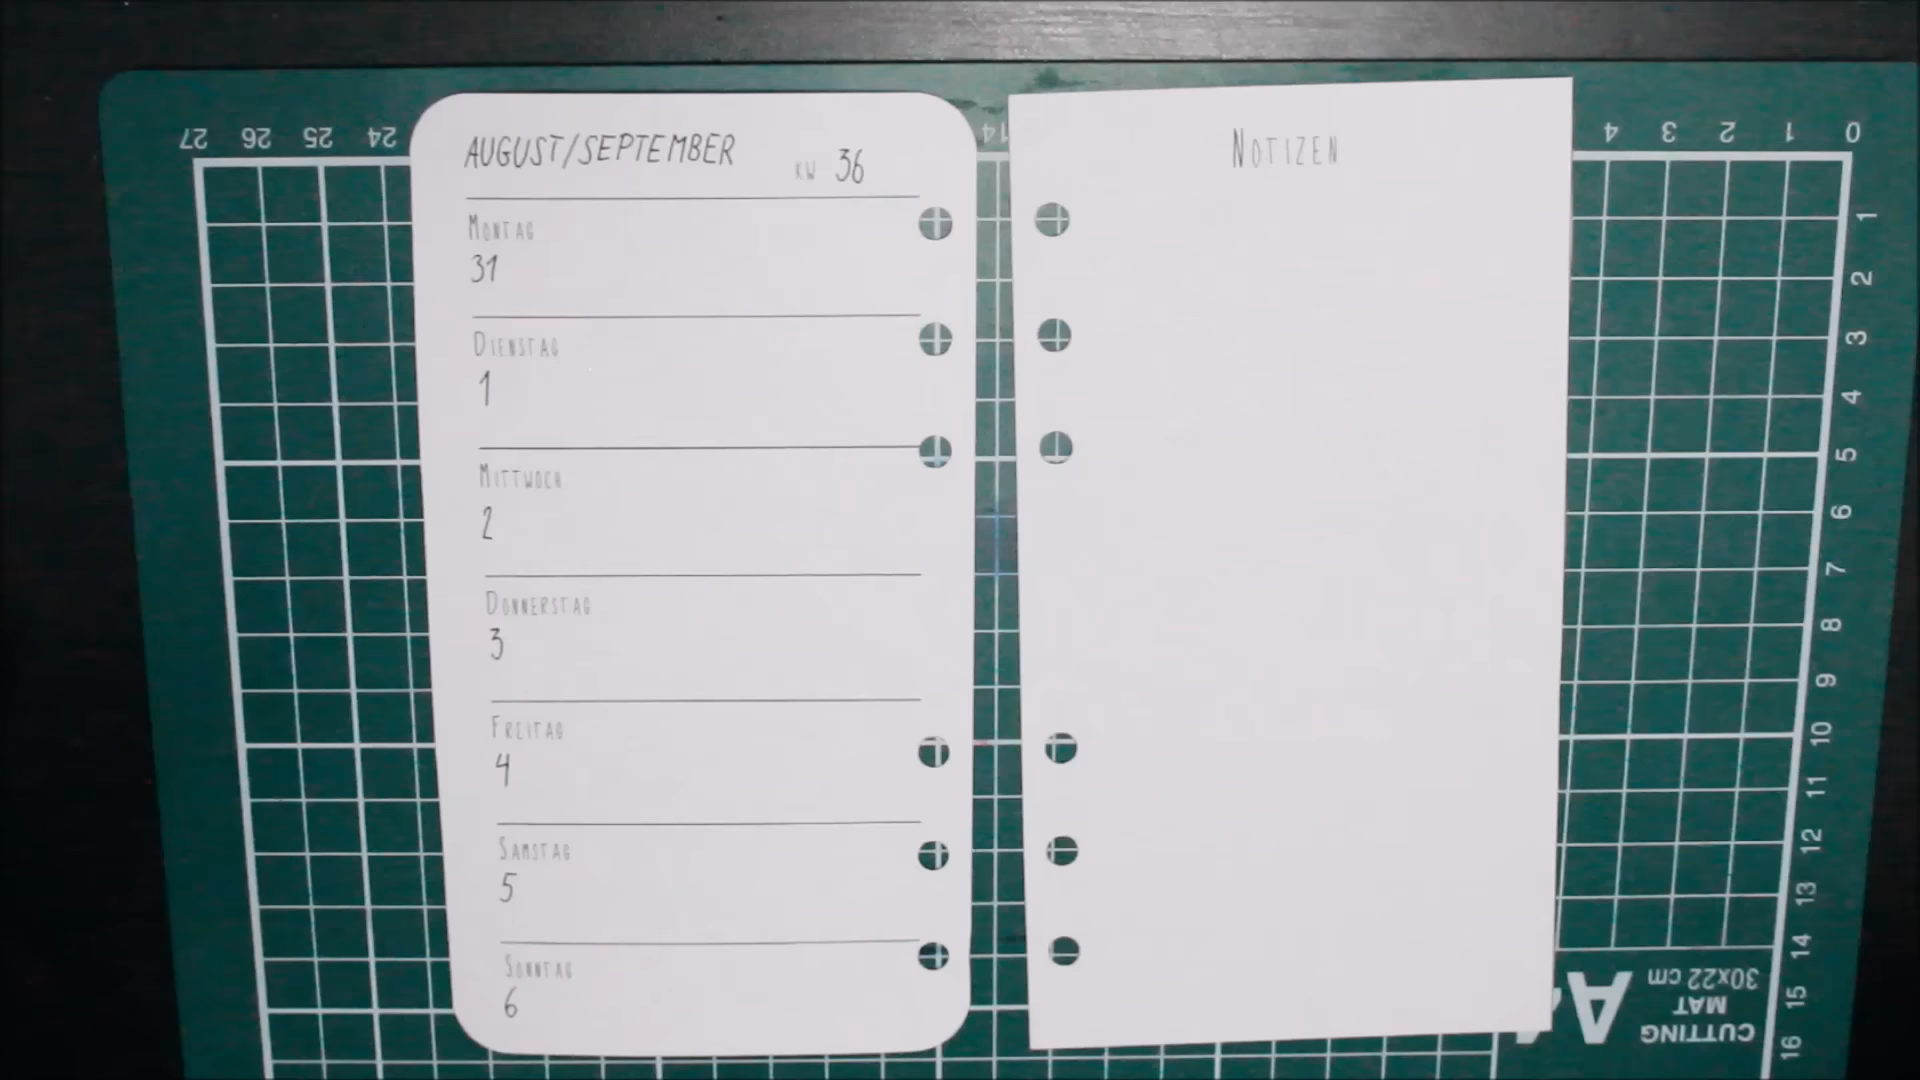 AUGUST/SEPTEMBER
KW 36
MONTAG
31
DIENSTAG
1
MITTWOCH
2
DONNERSTAG
3
FREITAG
4
SAMSTAG
5
SONNTAG
6
NOTIZEN
27 26 25 24 14 4 3 2 1 0
1
2
3
4
5
6
7
8
9
10
11
12
13
14
15
16
CUTTING
MAT
30x22 cm